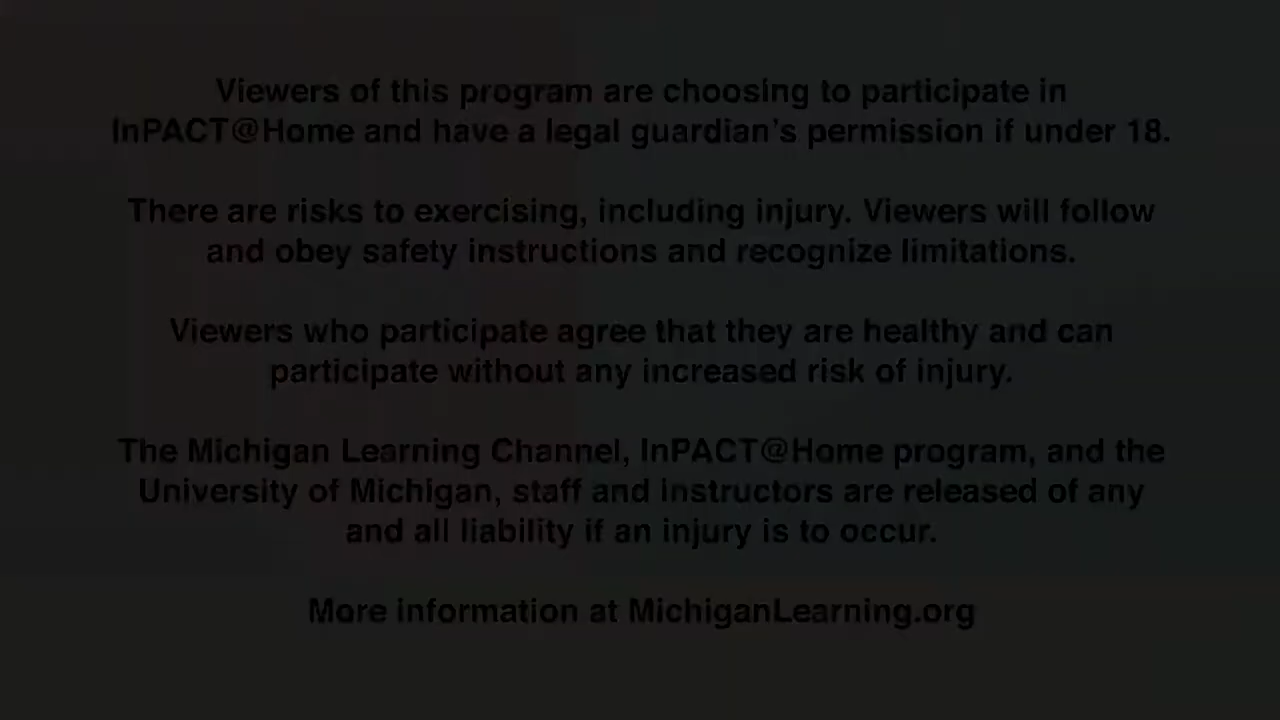 Viewers of this program are choosing to participate in
InPACT@Home and have a legal guardian’s permission if under 18.
There are risks to exercising, including injury. Viewers will follow
and obey safety instructions and recognize limitations.
Viewers who participate agree that they are healthy and can
participate without any increased risk of injury.
The Michigan Learning Channel, InPACT@Home program, and the
University of Michigan, staff and instructors are released of any
and all liability if an injury is to occur.
More information at MichiganLearning.org